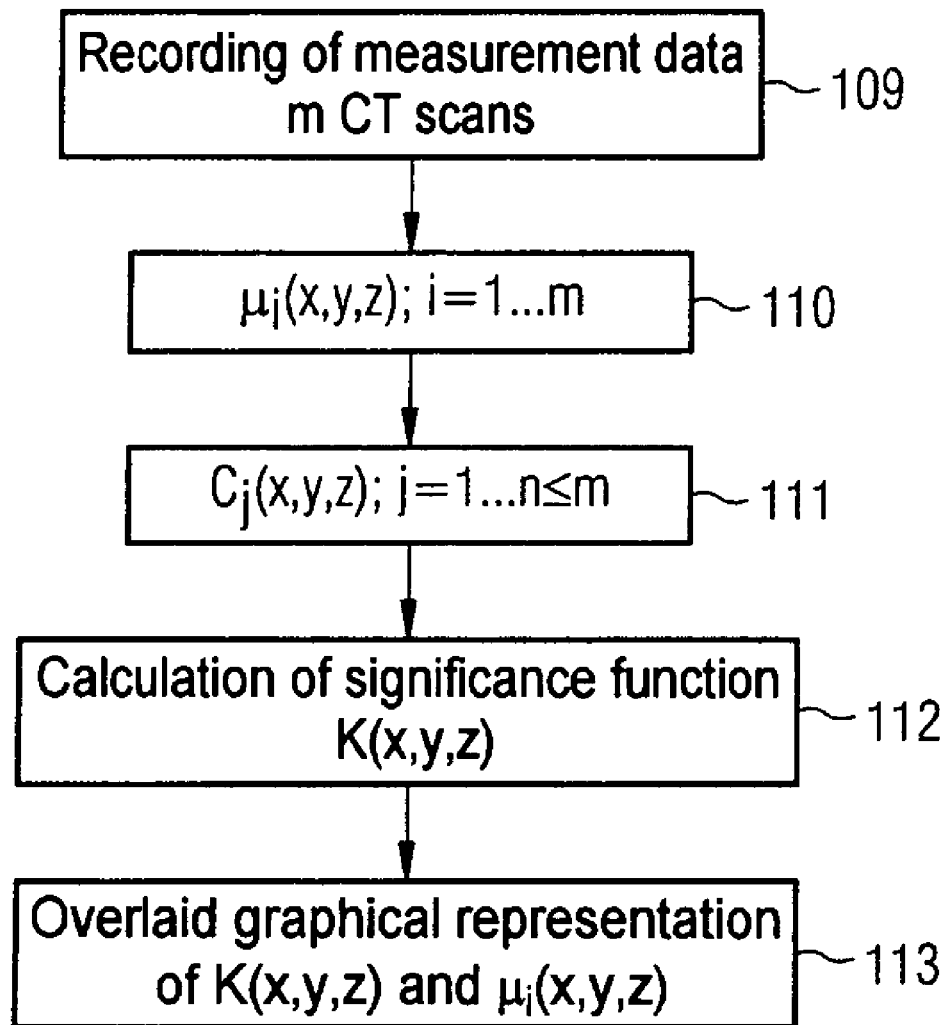 Recording of measurement data
m CT scans
109
μi(x,y,z); i=1...m
110
Cj(x,y,z); j=1...n≤m
111
Calculation of significance function
K(x,y,z)
112
Overlaid graphical representation
of K(x,y,z) and μi(x,y,z)
113